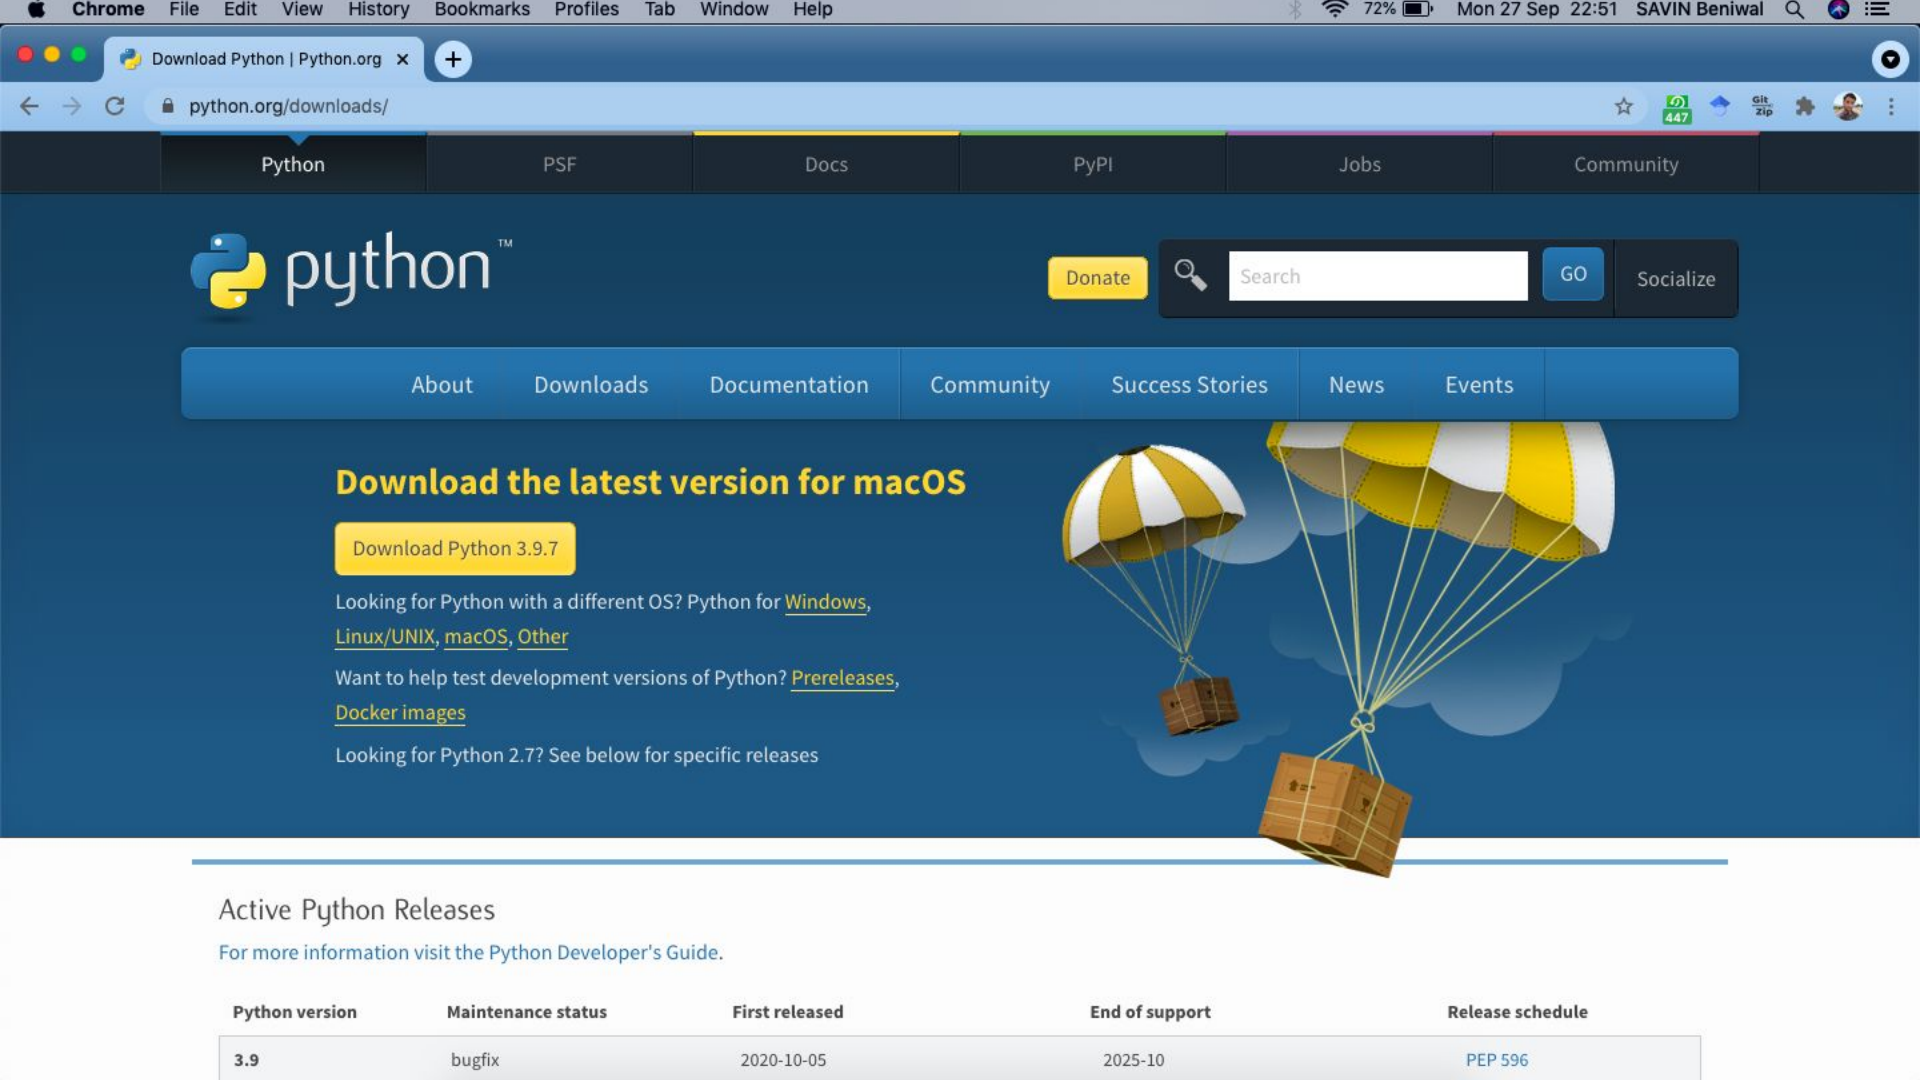 Chrome File Edit View History Bookmarks Profiles Tab Window Help 72% Mon 27 Sep 22:51 SAVIN Beniwal
Download Python | Python.org
python.org/downloads/
447
Git Zip
Python PSF Docs PyPI Jobs Community
python™
Donate Search GO Socialize
About Downloads Documentation Community Success Stories News Events
Download the latest version for macOS
Download Python 3.9.7
Looking for Python with a different OS? Python for Windows,
Linux/UNIX, macOS, Other
Want to help test development versions of Python? Prereleases,
Docker images
Looking for Python 2.7? See below for specific releases
Active Python Releases
For more information visit the Python Developer's Guide.
Python version Maintenance status First released End of support Release schedule
3.9 bugfix 2020-10-05 2025-10 PEP 596